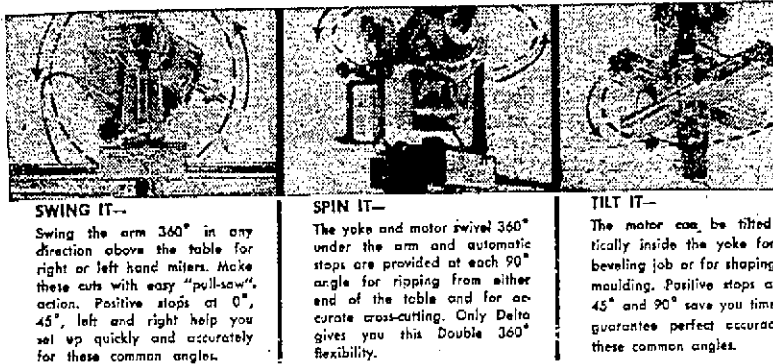 SWING IT—
Swing the arm 360° in any
direction above the table for
right or left hand miters. Make
these cuts with easy "pull-saw".
action. Positive stops at 0°,
45°, left and right help you
set up quickly and accurately
for these common angles.
SPIN IT—
The yoke and motor swivel 360°
under the arm and automatic
stops are provided at each 90°
angle for ripping from either
end of the table and for ac-
curate cross-cutting. Only Delta
gives you this Double 360°
flexibility.
TILT IT—
The motor can be tilted
tically inside the yoke for
beveling job or for shaping
moulding. Positive stops a
45° and 90° save you time
guarantee perfect accurac
these common angles.